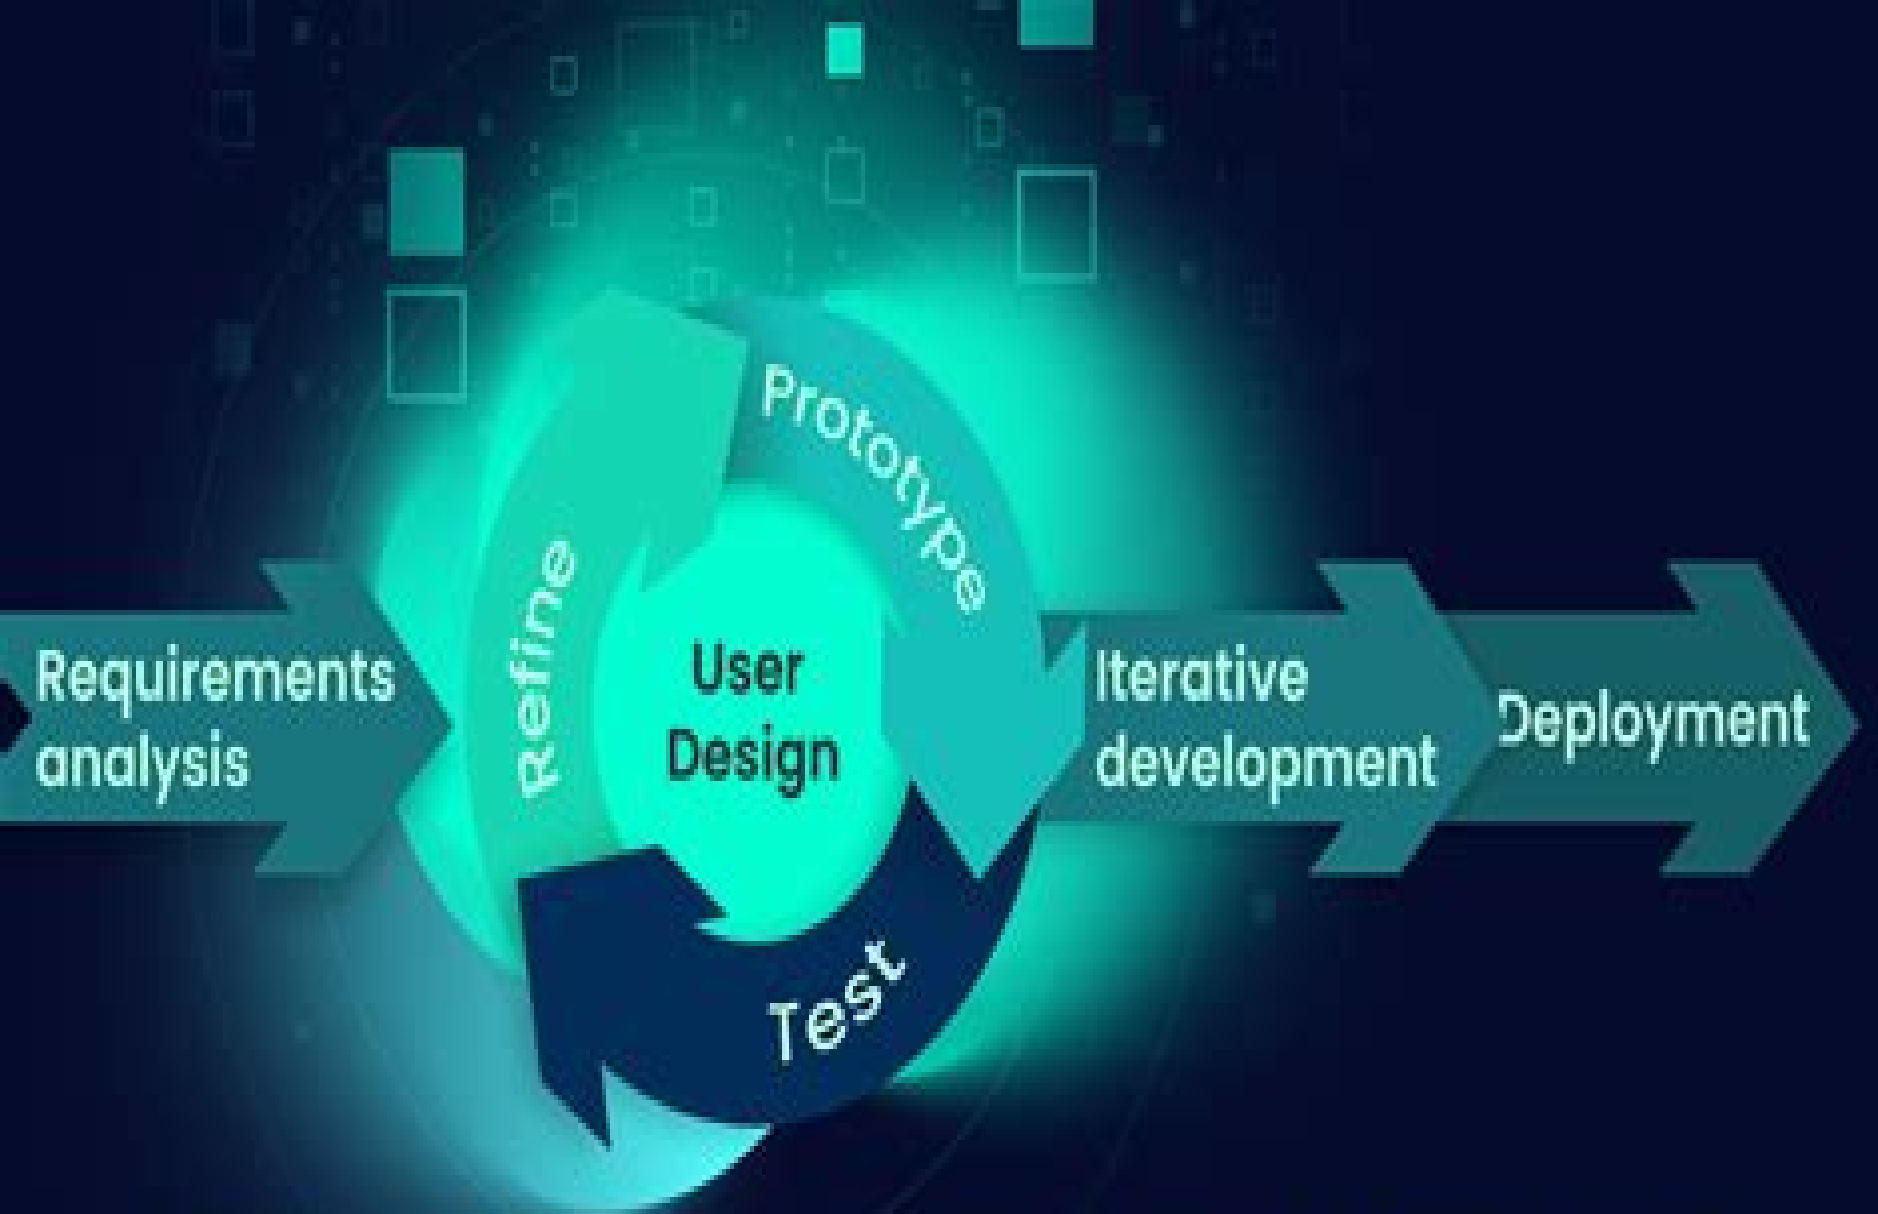 Prototype
Refine
Requirements
analysis
User
Design
Iterative
development
Deployment
Test